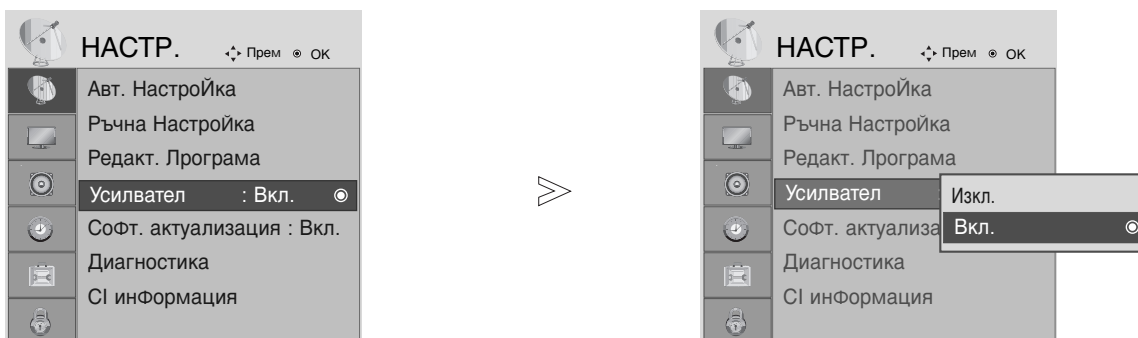 НАСТР. Прем OK
Авт. НастроЙка
Ръчна НастроЙка
Редакт. Програма
Усилвател : Вкл.
СоФт. актуализация : Вкл.
Диагностика
CI инФормация
НАСТР. Прем OK
Авт. НастроЙка
Ръчна НастроЙка
Редакт. Програма
Усилвател :
СоФт. актуализа
Диагностика
CI инФормация
Изкл.
Вкл.